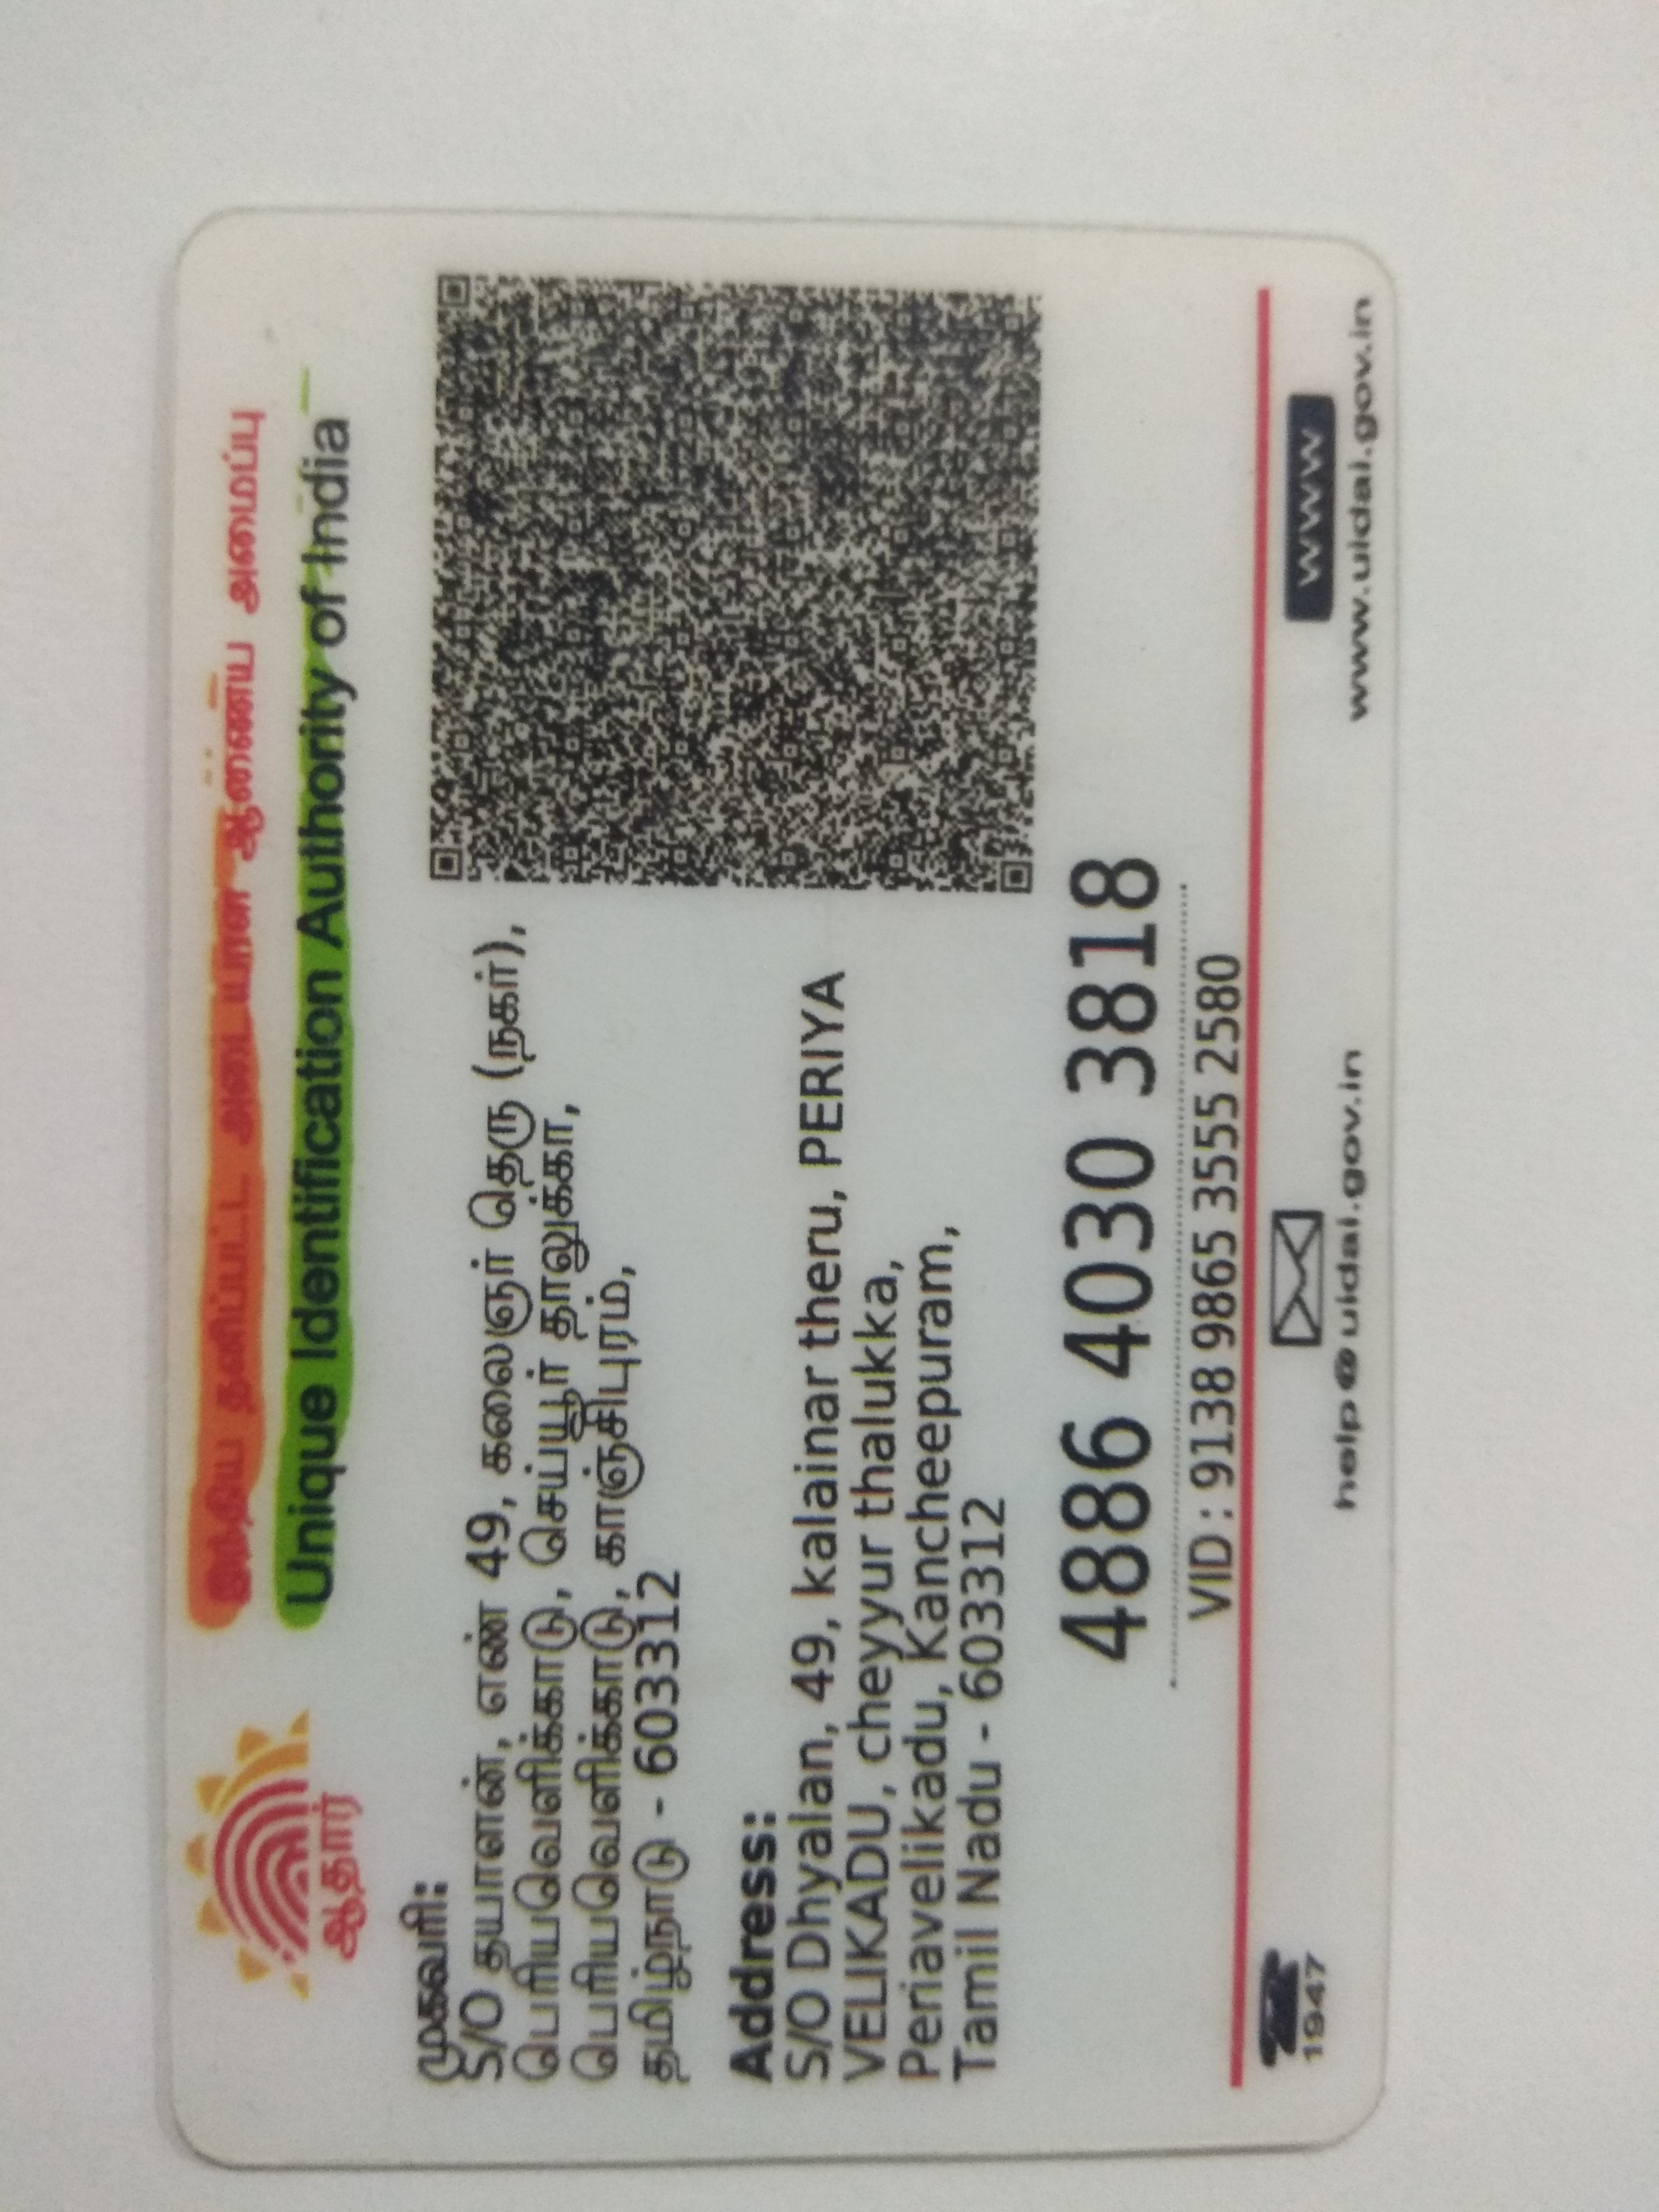 இந்திய தனிப்பட்ட அடையாள ஆணைய அமைப்பு
Unique Identification Authority of India
ஆதார்
முகவரி:
S/O தயாளன், எண் 49, கலைஞர் தெரு (நகர்),
பெரியவெளிக்காடு, செய்யூர் தாலுக்கா,
பெரியவெளிக்காடு, காஞ்சிபுரம்,
தமிழ்நாடு - 603312
Address:
S/O Dhyalan, 49, kalainar theru, PERIYA
VELIKADU, cheyyur thalukka,
Periavelikadu, Kancheepuram,
Tamil Nadu - 603312
4886 4030 3818
VID : 9138 9865 3555 2580
1947
help@uidai.gov.in
www
www.uidai.gov.in